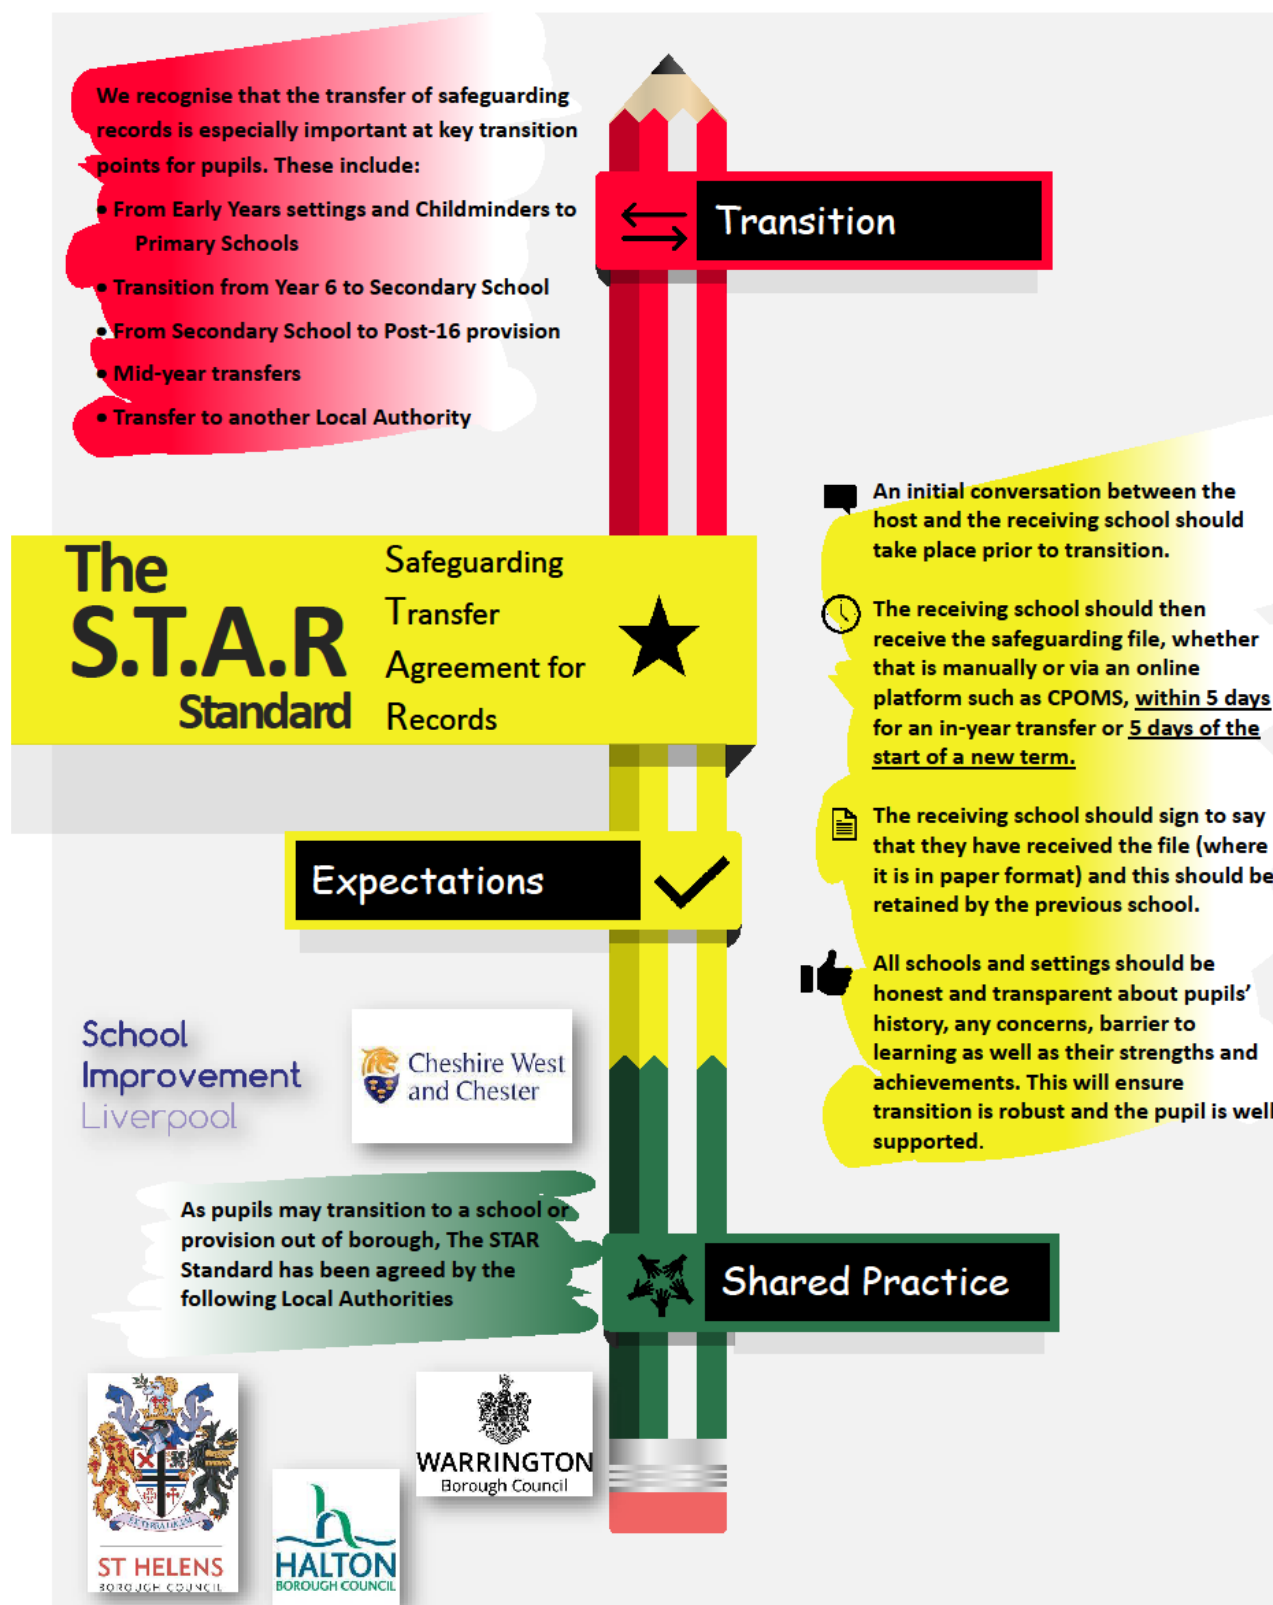 We recognise that the transfer of safeguarding
records is especially important at key transition
points for pupils. These include:
• From Early Years settings and Childminders to
Primary Schools
• Transition from Year 6 to Secondary School
• From Secondary School to Post-16 provision
• Mid-year transfers
• Transfer to another Local Authority
Transition
The
S.T.A.R
Standard
Safeguarding
Transfer
Agreement for
Records
An initial conversation between the
host and the receiving school should
take place prior to transition.
The receiving school should then
receive the safeguarding file, whether
that is manually or via an online
platform such as CPOMS, within 5 days
for an in-year transfer or 5 days of the
start of a new term.
The receiving school should sign to say
that they have received the file (where
it is in paper format) and this should be
retained by the previous school.
All schools and settings should be
honest and transparent about pupils’
history, any concerns, barrier to
learning as well as their strengths and
achievements. This will ensure
transition is robust and the pupil is well
supported.
Expectations
School
Improvement
Liverpool
Cheshire West
and Chester
As pupils may transition to a school or
provision out of borough, The STAR
Standard has been agreed by the
following Local Authorities
Shared Practice
ST HELENS
BOROUGH COUNCIL
HALTON
BOROUGH COUNCIL
WARRINGTON
Borough Council